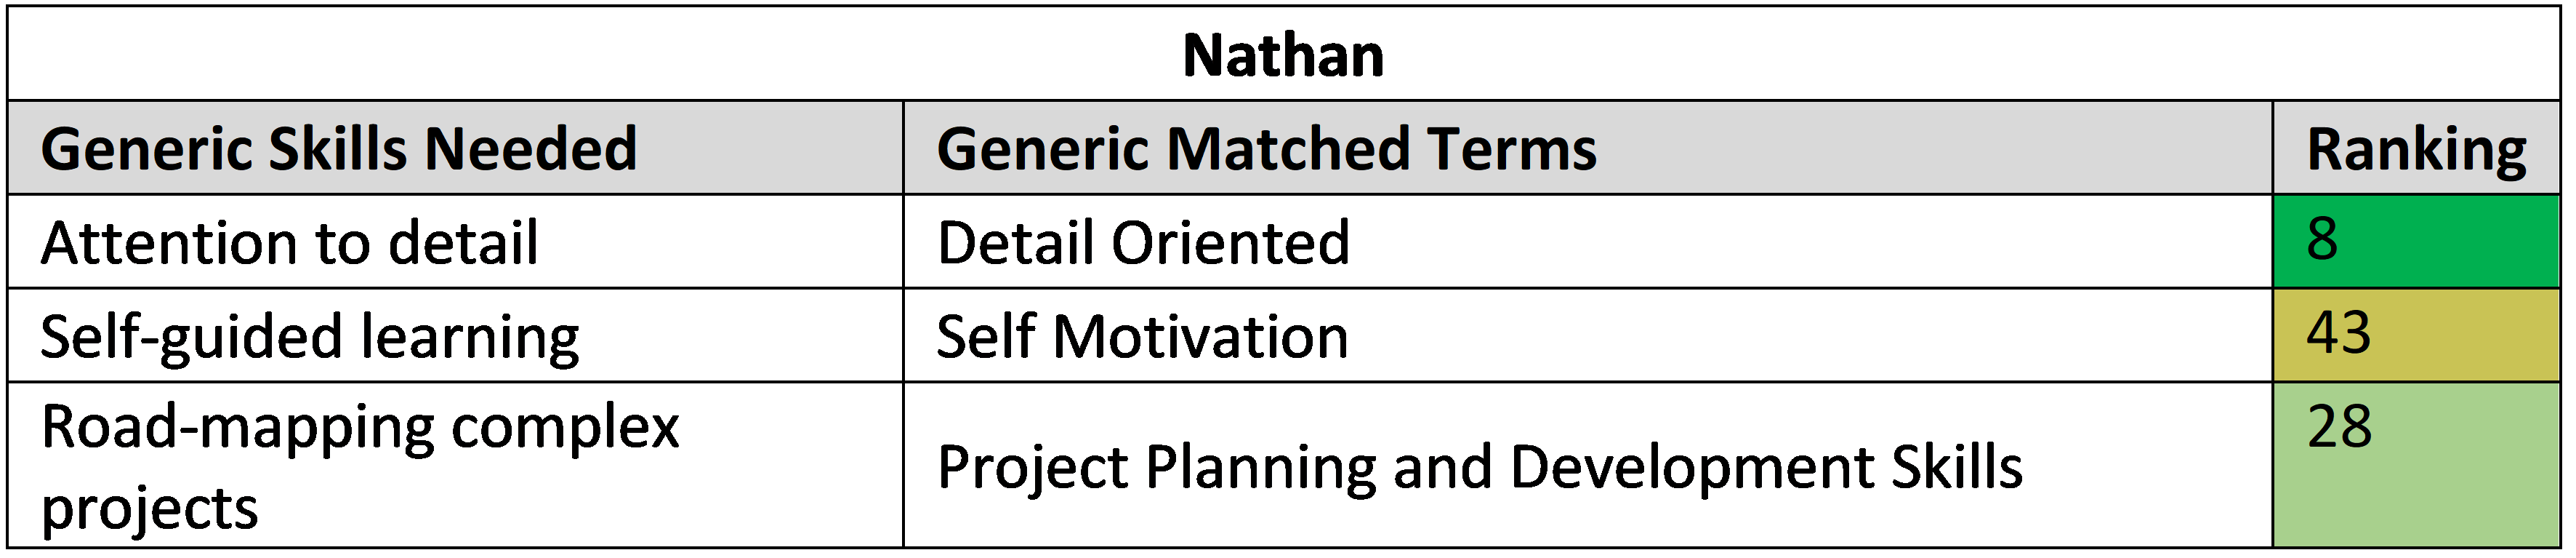 Nathan
Generic Skills Needed Generic Matched Terms Ranking
Attention to detail Detail Oriented 8
Self-guided learning Self Motivation 43
Road-mapping complex
projects Project Planning and Development Skills 28